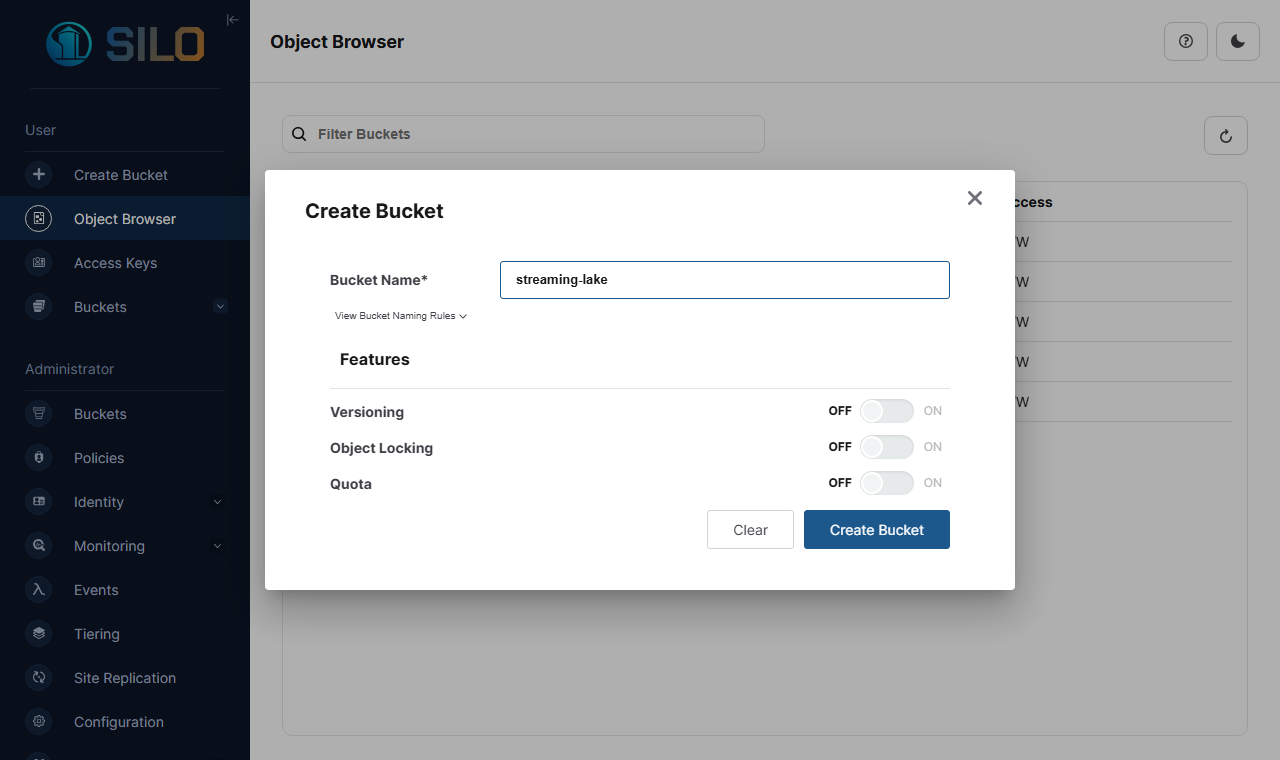 SILO
Object Browser
User
Create Bucket
Object Browser
Access Keys
Buckets
Administrator
Buckets
Policies
Identity
Monitoring
Events
Tiering
Site Replication
Configuration
Filter Buckets
Create Bucket
Bucket Name*
streaming-lake
View Bucket Naming Rules
Features
Versioning
OFF
ON
Object Locking
OFF
ON
Quota
OFF
ON
Clear
Create Bucket